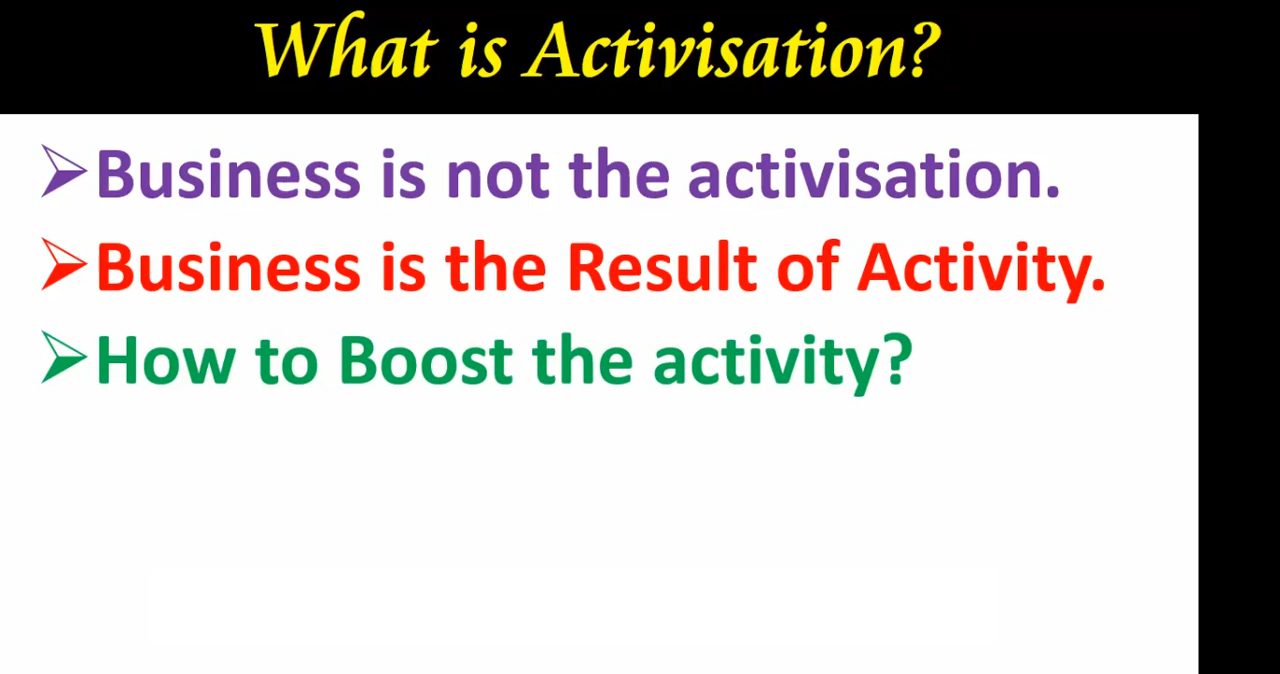 What is Activisation?
Business is not the activisation.
Business is the Result of Activity.
How to Boost the activity?